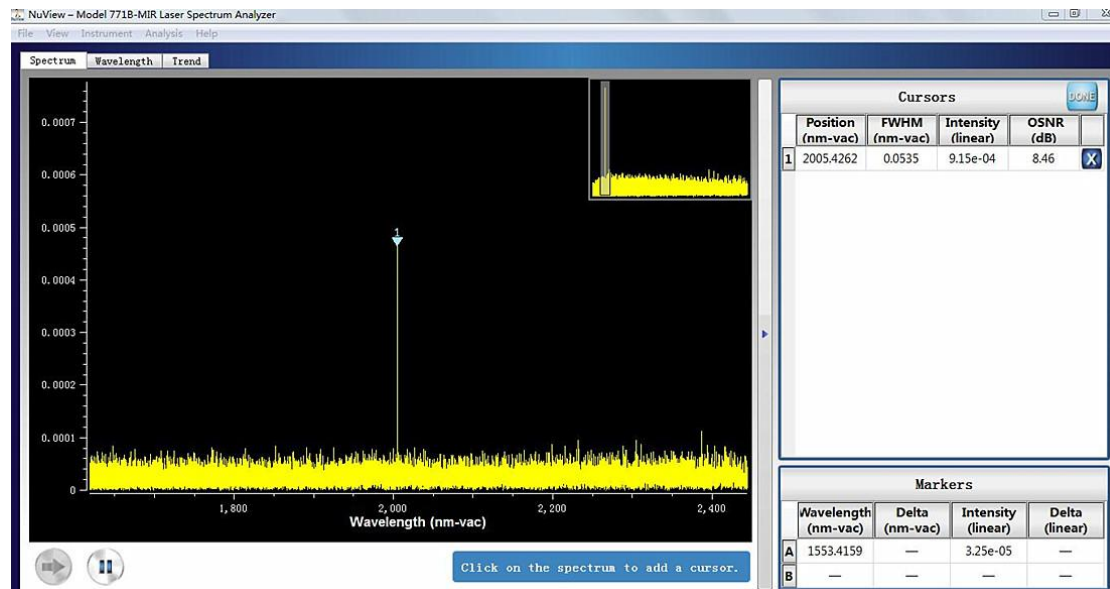 NuView – Model 771B-MIR Laser Spectrum Analyzer
File View Instrument Analysis Help
Spectrum Wavelength Trend
0.0007
0.0006
0.0005
0.0004
0.0003
0.0002
0.0001
0
1
1,800 2,000 2,200 2,400
Wavelength (nm-vac)
Click on the spectrum to add a cursor.
Cursors DONE
Position (nm-vac) FWHM (nm-vac) Intensity (linear) OSNR (dB)
1 2005.4262 0.0535 9.15e-04 8.46 X
Markers
Wavelength (nm-vac) Delta (nm-vac) Intensity (linear) Delta (linear)
A 1553.4159 — 3.25e-05 —
B — — — —